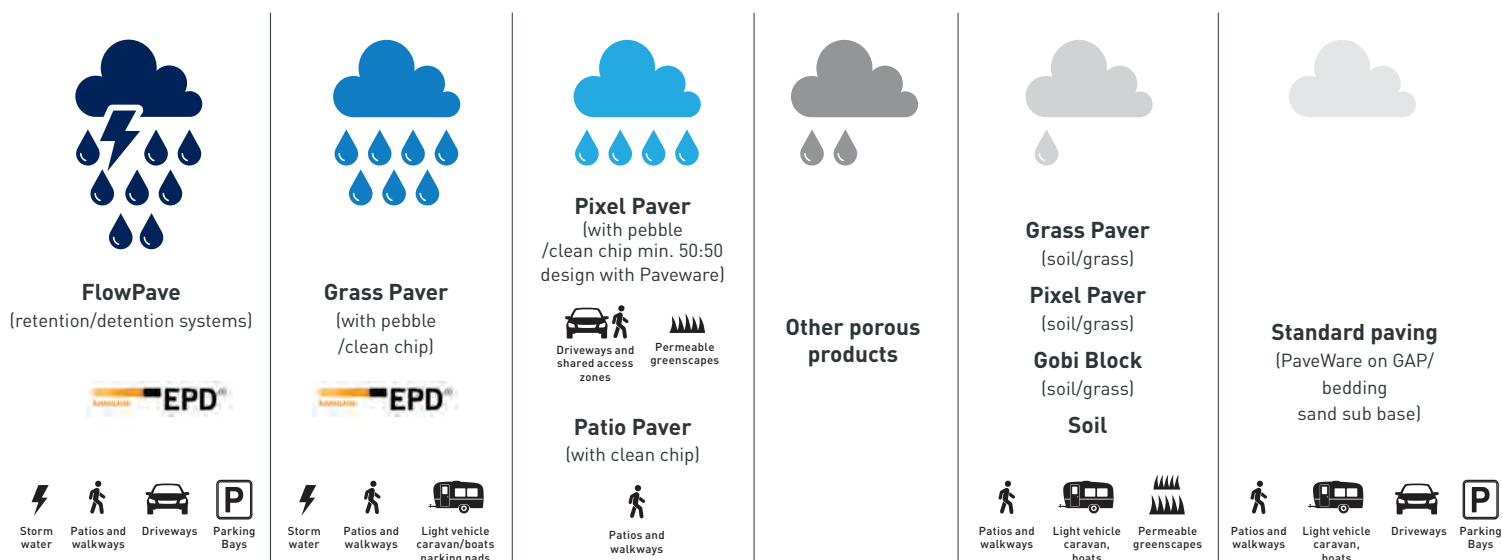 FlowPave
(retention/detention systems)
EPD
Storm
water
Patios and
walkways
Driveways
P
Parking
Bays
Grass Paver
(with pebble
/clean chip)
EPD
Storm
water
Patios and
walkways
Light vehicle
caravan/boats
parking pads
Pixel Paver
(with pebble
/clean chip min. 50:50
design with Paveware)
Driveways and
shared access
zones
Permeable
greenscapes
Patio Paver
(with clean chip)
Patios and
walkways
Other porous
products
Grass Paver
(soil/grass)
Pixel Paver
(soil/grass)
Gobi Block
(soil/grass)
Soil
Patios and
walkways
Light vehicle
caravan,
boats
Permeable
greenscapes
Standard paving
(PaveWare on GAP/
bedding
sand sub base)
Patios and
walkways
Light vehicle
caravan,
boats
Driveways
P
Parking
Bays